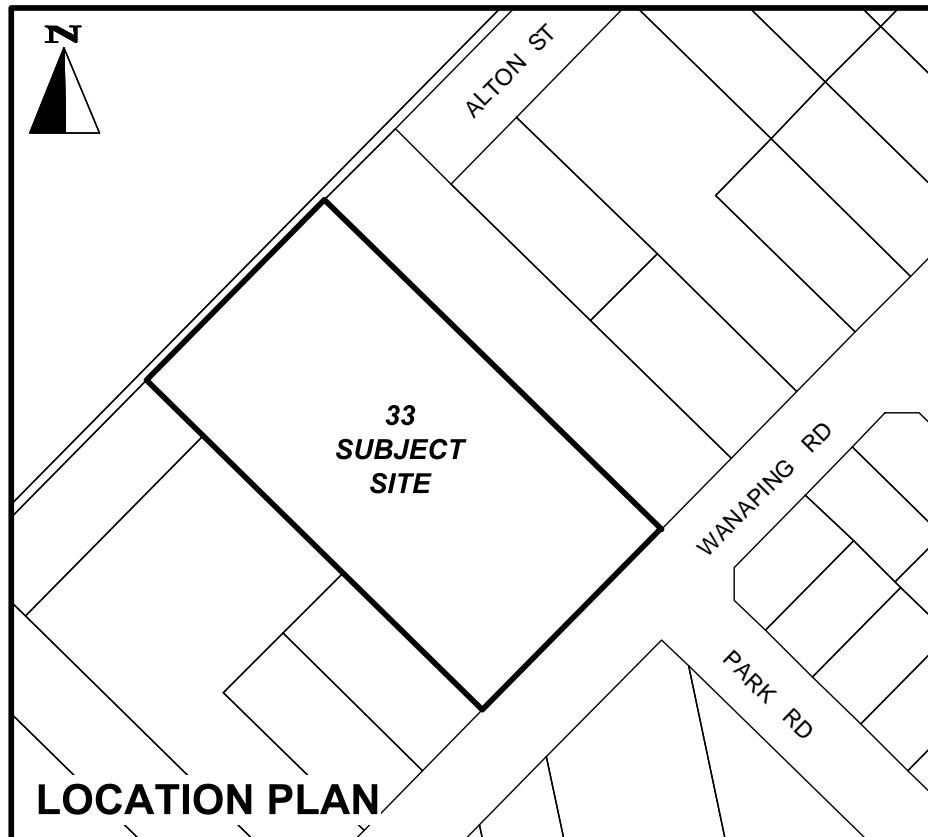 N
ALTON ST
33
SUBJECT
SITE
WANAPING RD
PARK RD
LOCATION PLAN